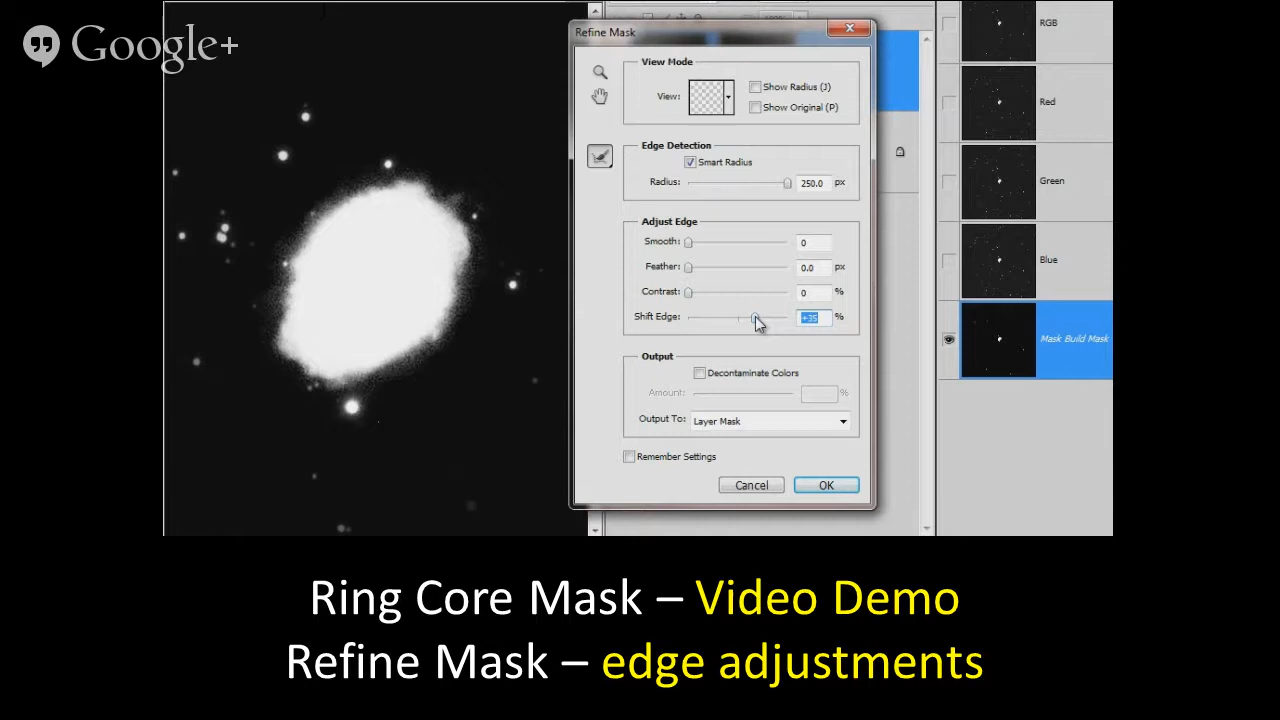 Google+
Refine Mask
View Mode
View:
Show Radius (J)
Show Original (P)
Edge Detection
Smart Radius
Radius: 250.0 px
Adjust Edge
Smooth: 0
Feather: 0.0 px
Contrast: 0 %
Shift Edge: +35 %
Output
Decontaminate Colors
Amount: %
Output To: Layer Mask
Remember Settings
Cancel OK
RGB
Red
Green
Blue
Mask Build Mask
Ring Core Mask – Video Demo
Refine Mask – edge adjustments